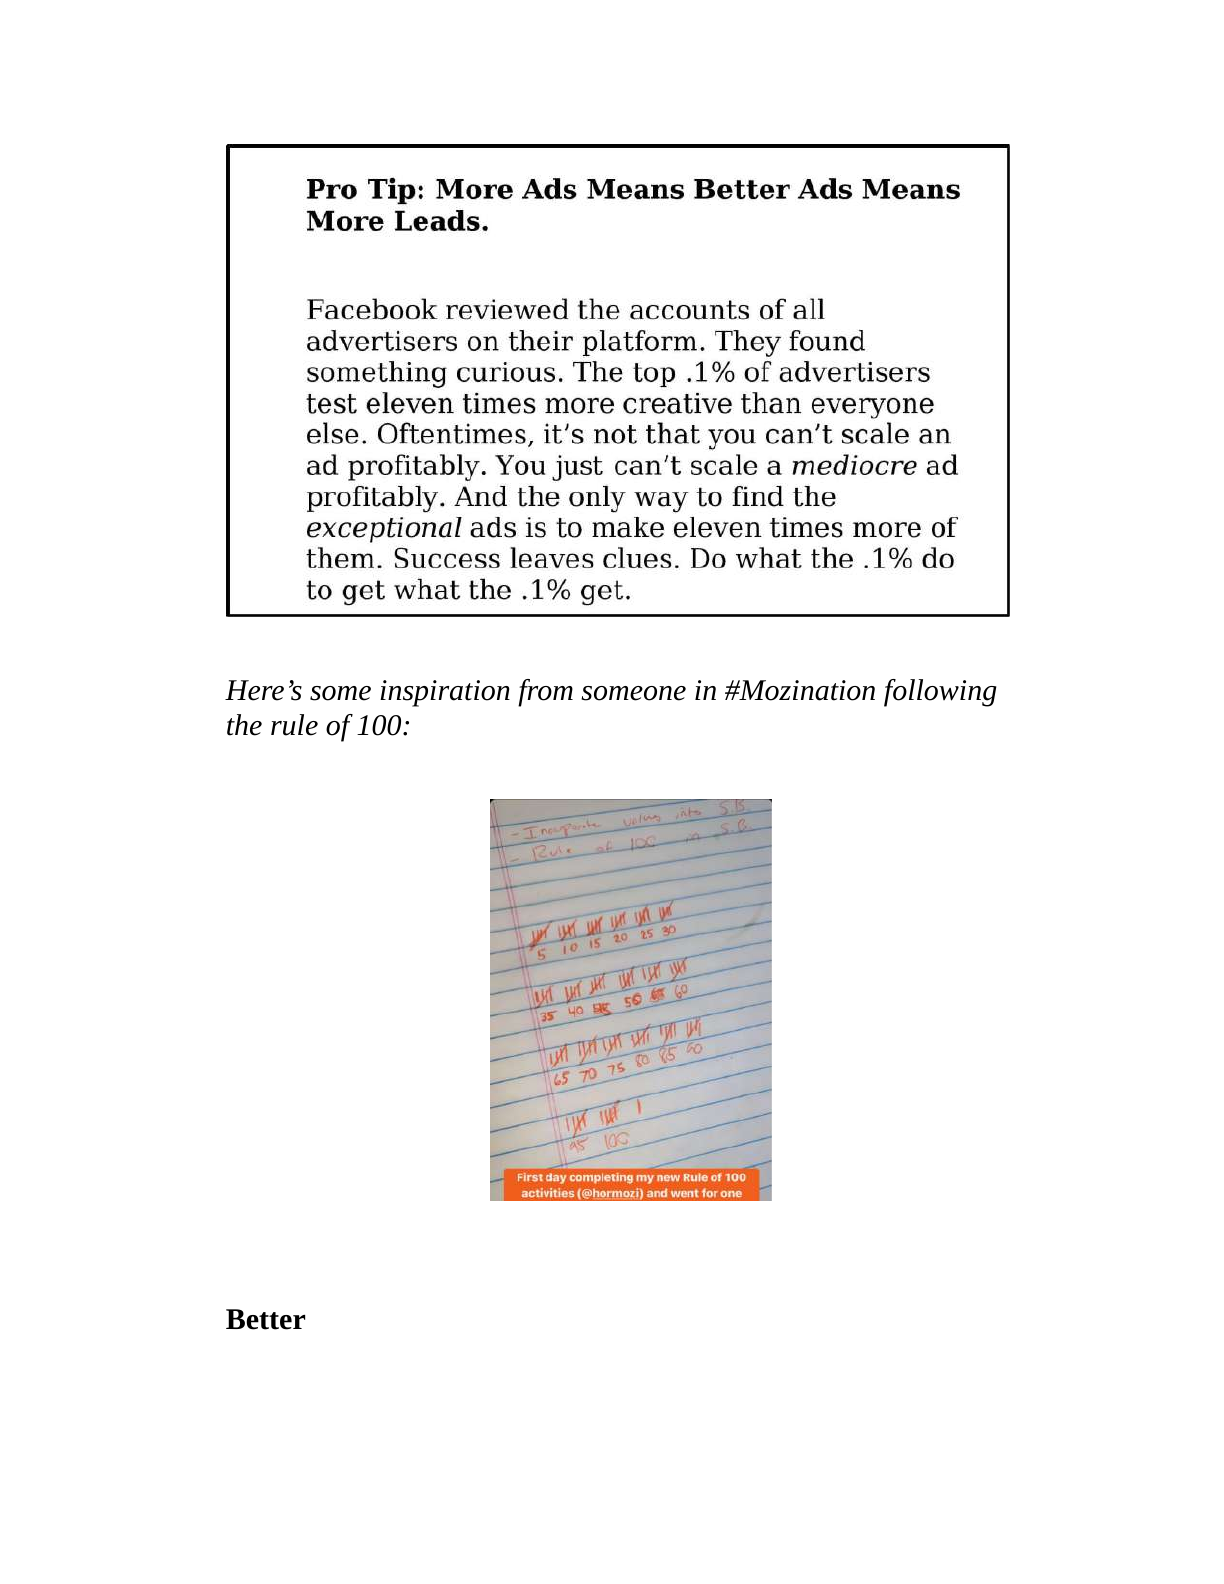 Pro Tip: More Ads Means Better Ads Means
More Leads.
Facebook reviewed the accounts of all
advertisers on their platform. They found
something curious. The top .1% of advertisers
test eleven times more creative than everyone
else. Oftentimes, it’s not that you can’t scale an
ad profitably. You just can’t scale a mediocre ad
profitably. And the only way to find the
exceptional ads is to make eleven times more of
them. Success leaves clues. Do what the .1% do
to get what the .1% get.
Here’s some inspiration from someone in #Mozination following
the rule of 100:
- Incorporate into S.B.
- Rule of 100 in S.B.
5 10 15 20 25 30
35 40 50 60
65 70 75 80 85 90
95 100
First day completing my new Rule of 100
activities (@hormozi) and went for one
Better